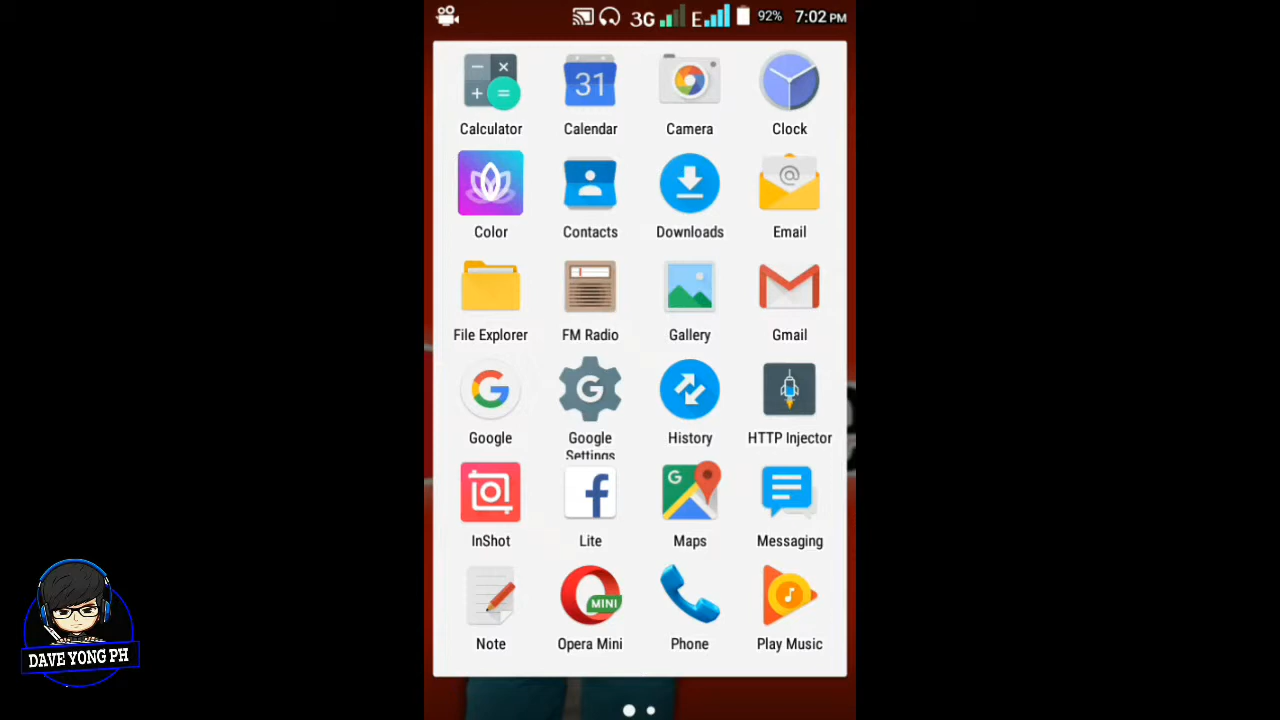 3G E 92% 7:02 PM
Calculator Calendar Camera Clock
31
Color Contacts Downloads Email
File Explorer FM Radio Gallery Gmail
Google Google Settings History HTTP Injector
InShot Lite Maps Messaging
MINI
Note Opera Mini Phone Play Music
DAVE YONG PH